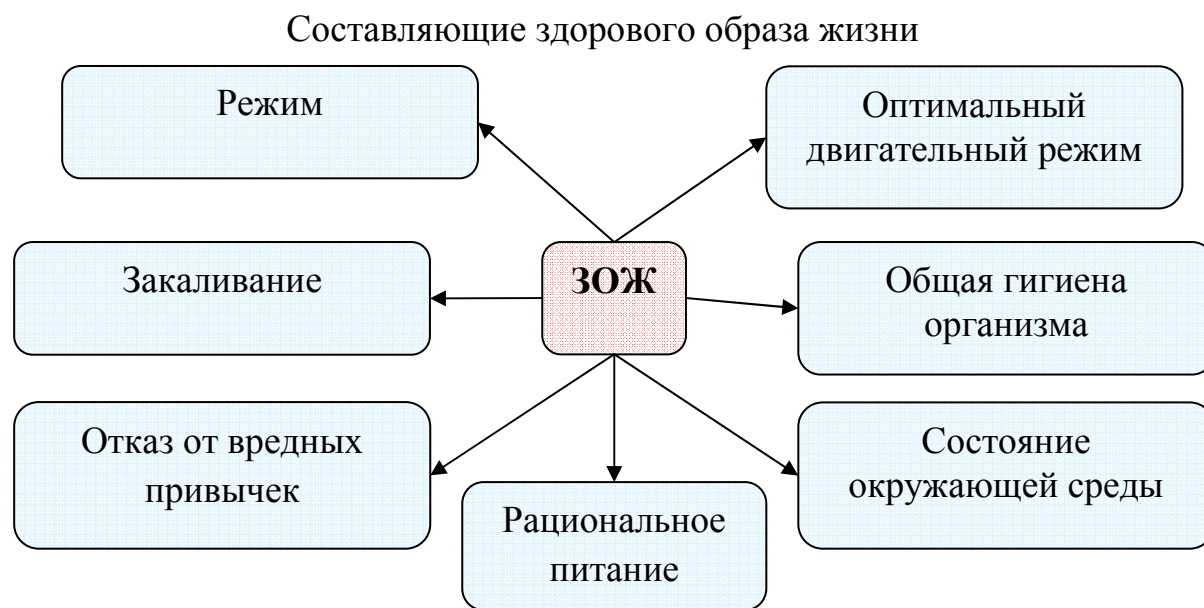 Составляющие здорового образа жизни
Режим
Оптимальный
двигательный режим
Закаливание
ЗОЖ
Общая гигиена
организма
Отказ от вредных
привычек
Рациональное
питание
Состояние
окружающей среды